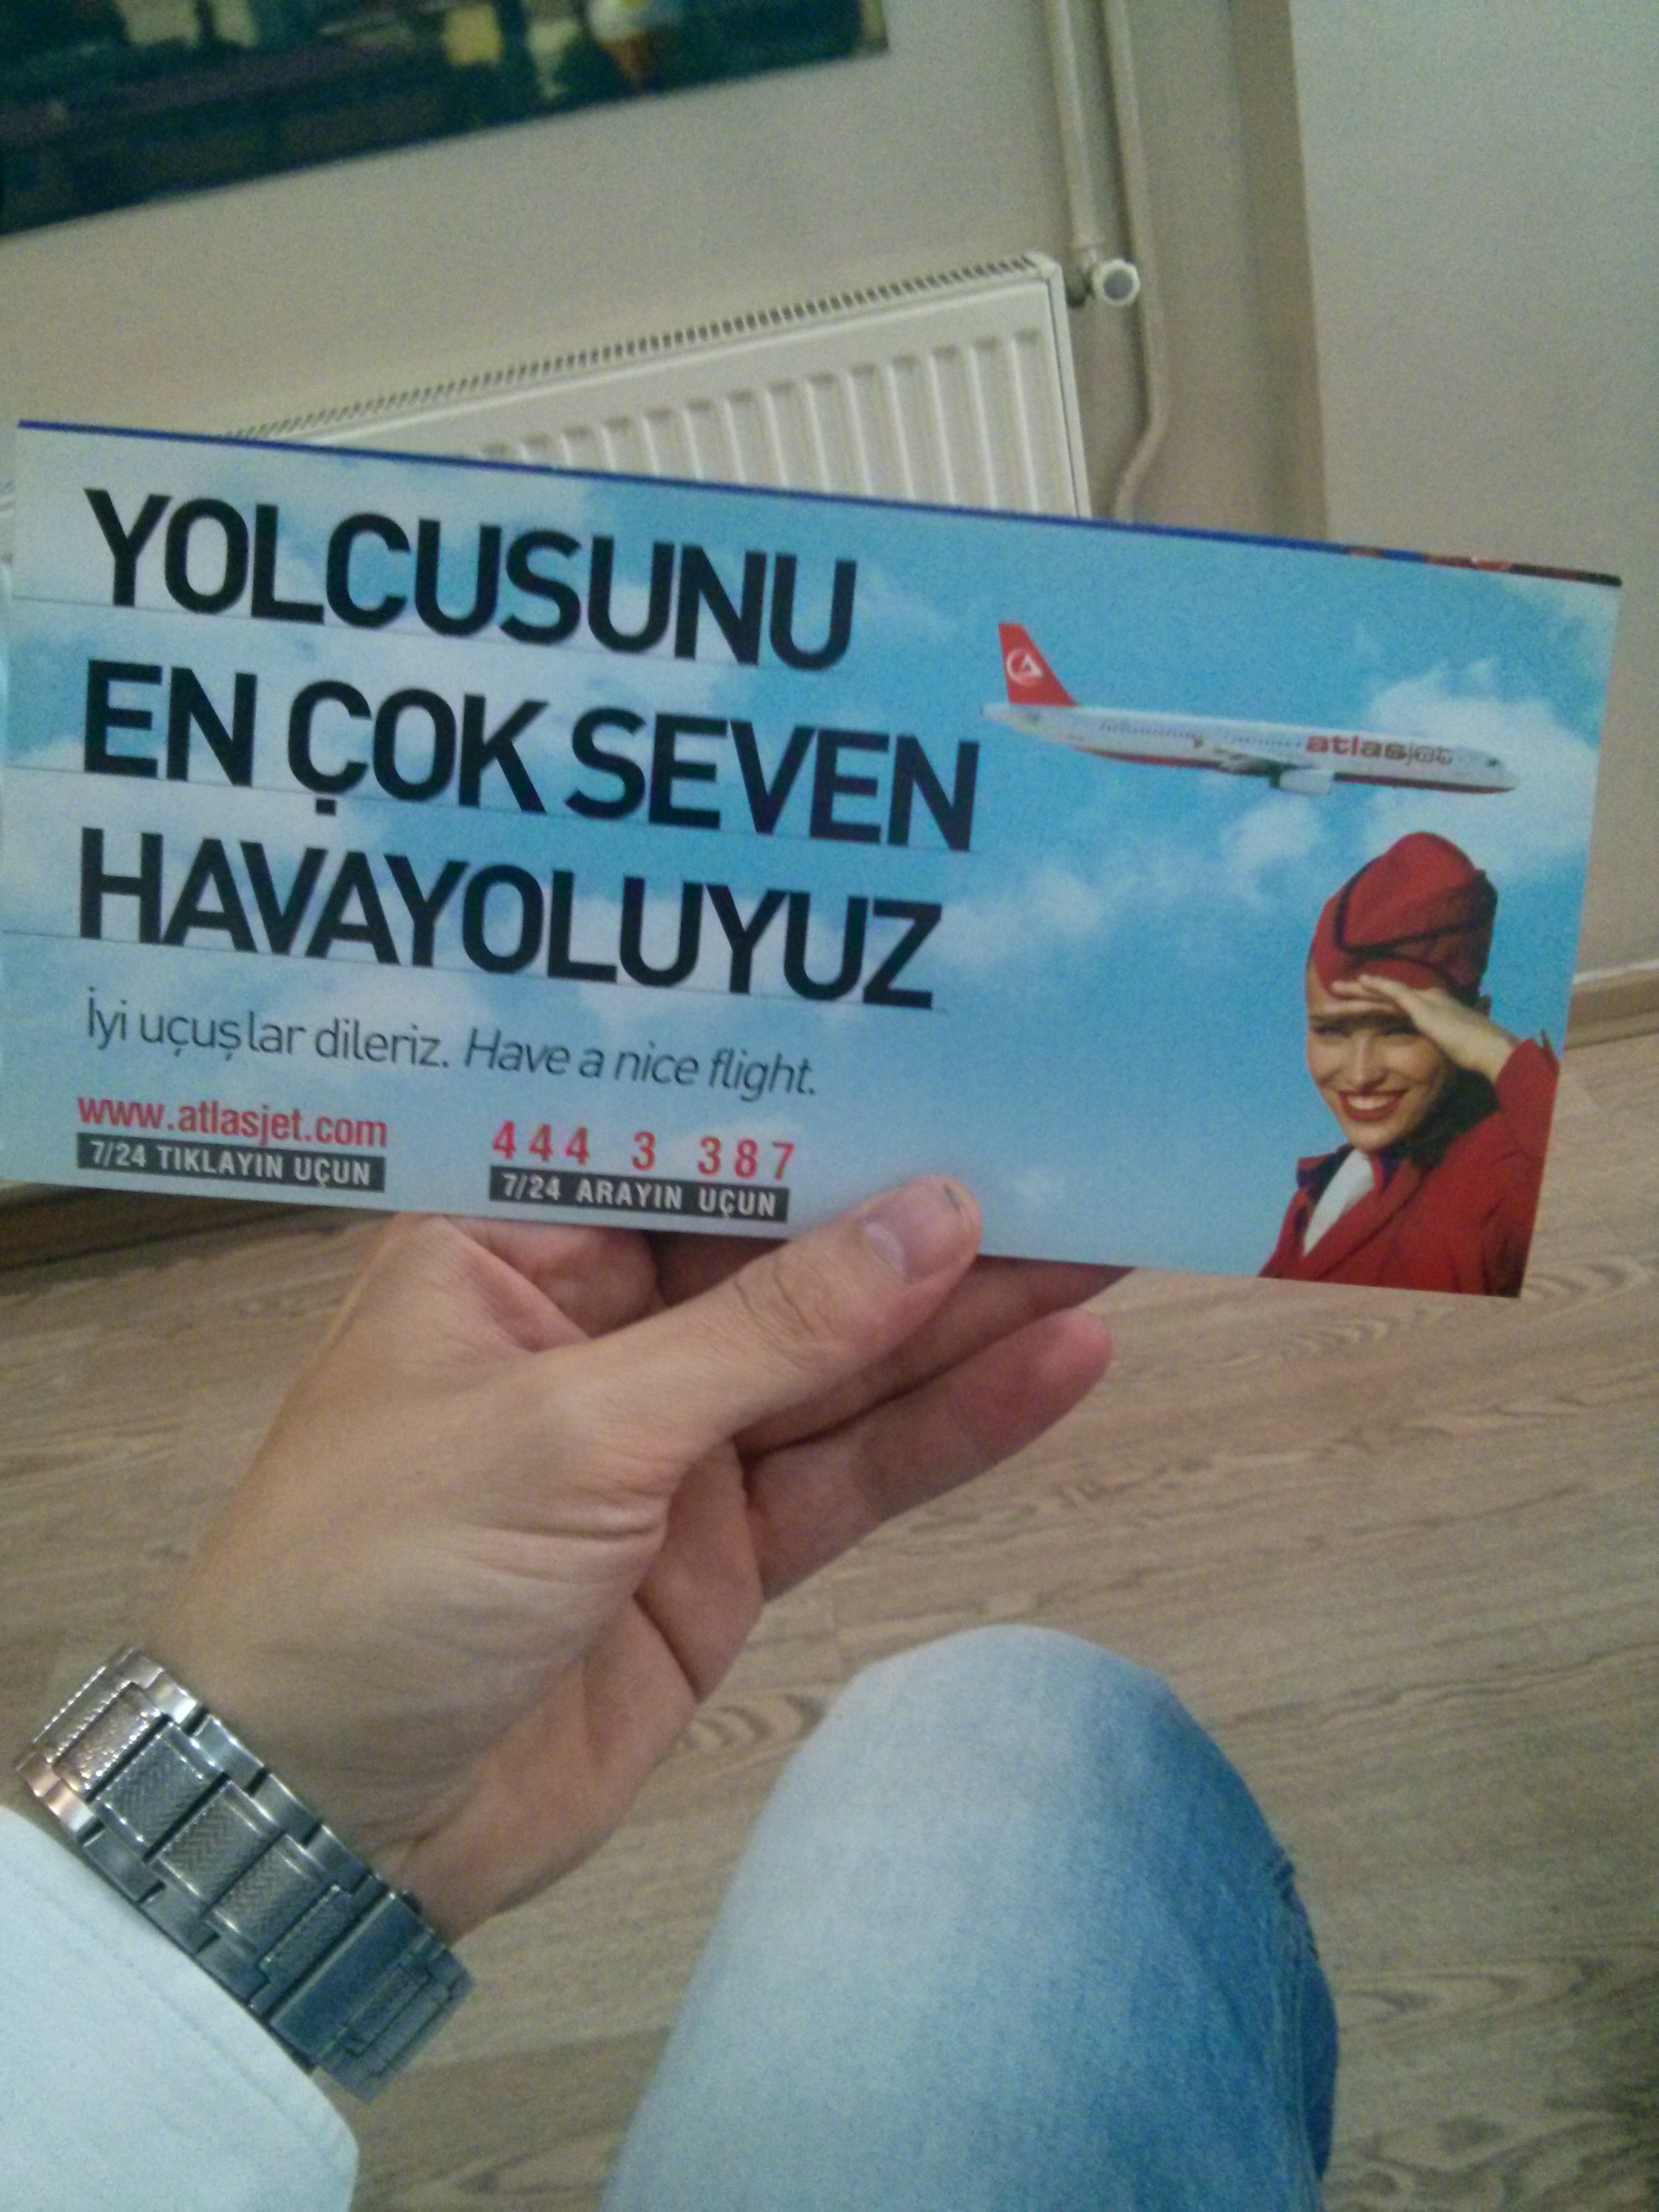 YOLCUSUNU
EN ÇOK SEVEN
HAVAYOLUYUZ
İyi uçuşlar dileriz. Have a nice flight.
www.atlasjet.com
7/24 TIKLAYIN UÇUN
444 3 387
7/24 ARAYIN UÇUN
atlasjet